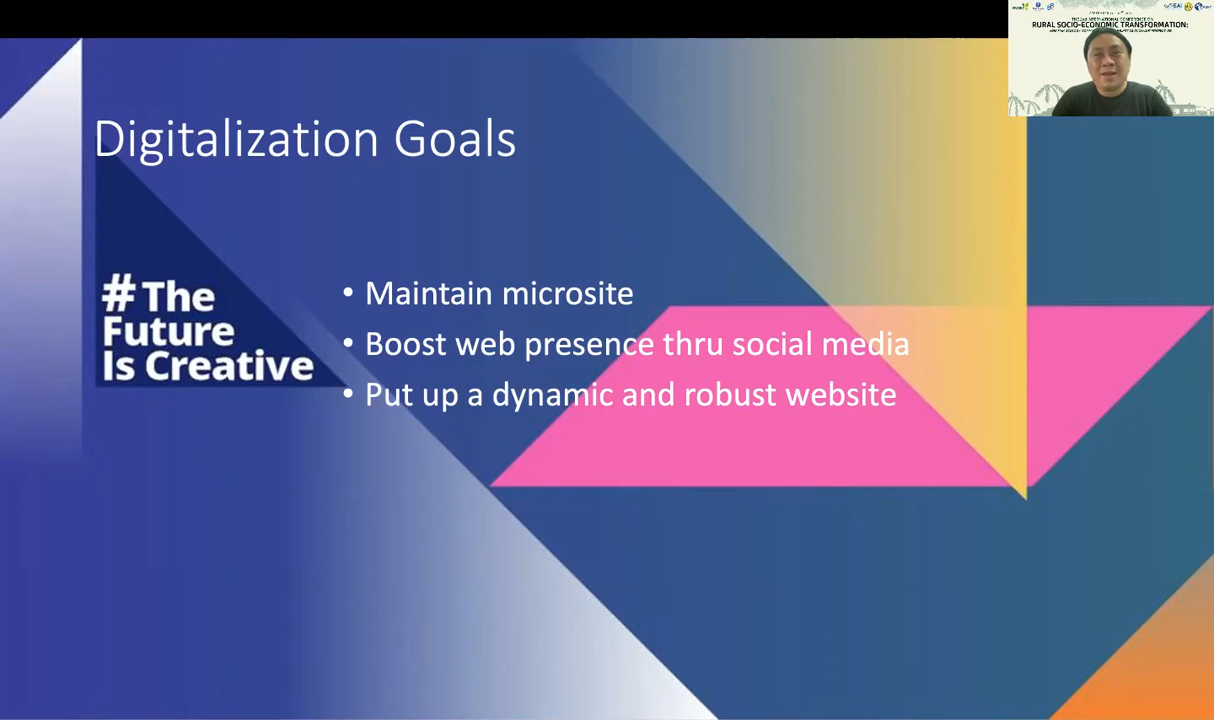 RURAL SOCIO-ECONOMIC TRANSFORMATION:
Digitalization Goals
# The
Future
Is Creative
• Maintain microsite
• Boost web presence thru social media
• Put up a dynamic and robust website